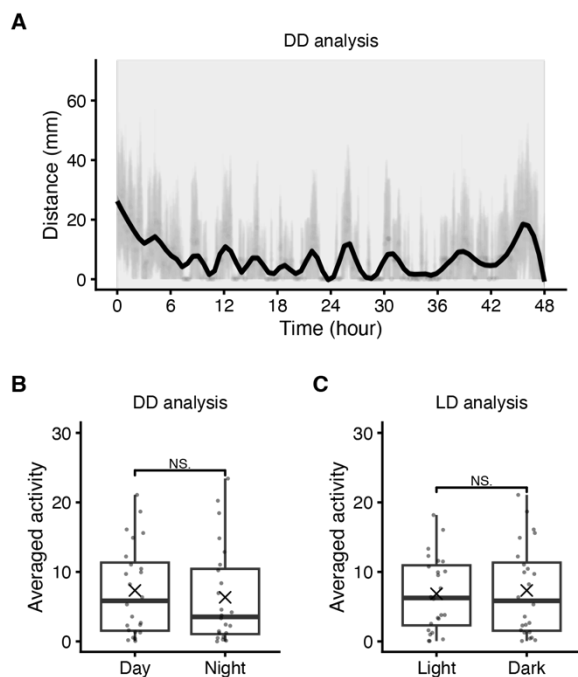 A
DD analysis
Distance (mm)
60
40
20
0
0 6 12 18 24 30 36 42 48
Time (hour)
B
DD analysis
Averaged activity
30
20
10
0
NS.
Day Night
C
LD analysis
Averaged activity
30
20
10
0
NS.
Light Dark